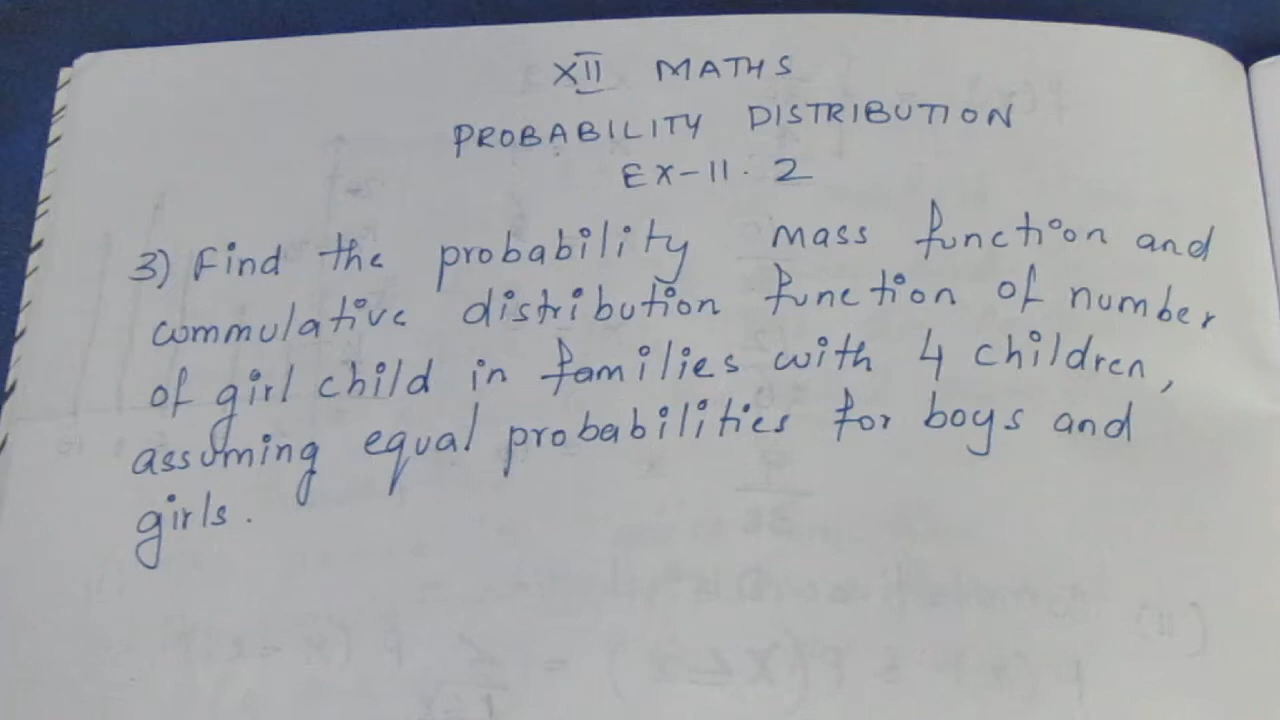 XII MATHS
PROBABILITY DISTRIBUTION
EX-11.2
3) Find the probability mass function and
commulative distribution function of number
of girl child in families with 4 children,
assuming equal probabilities for boys and
girls.